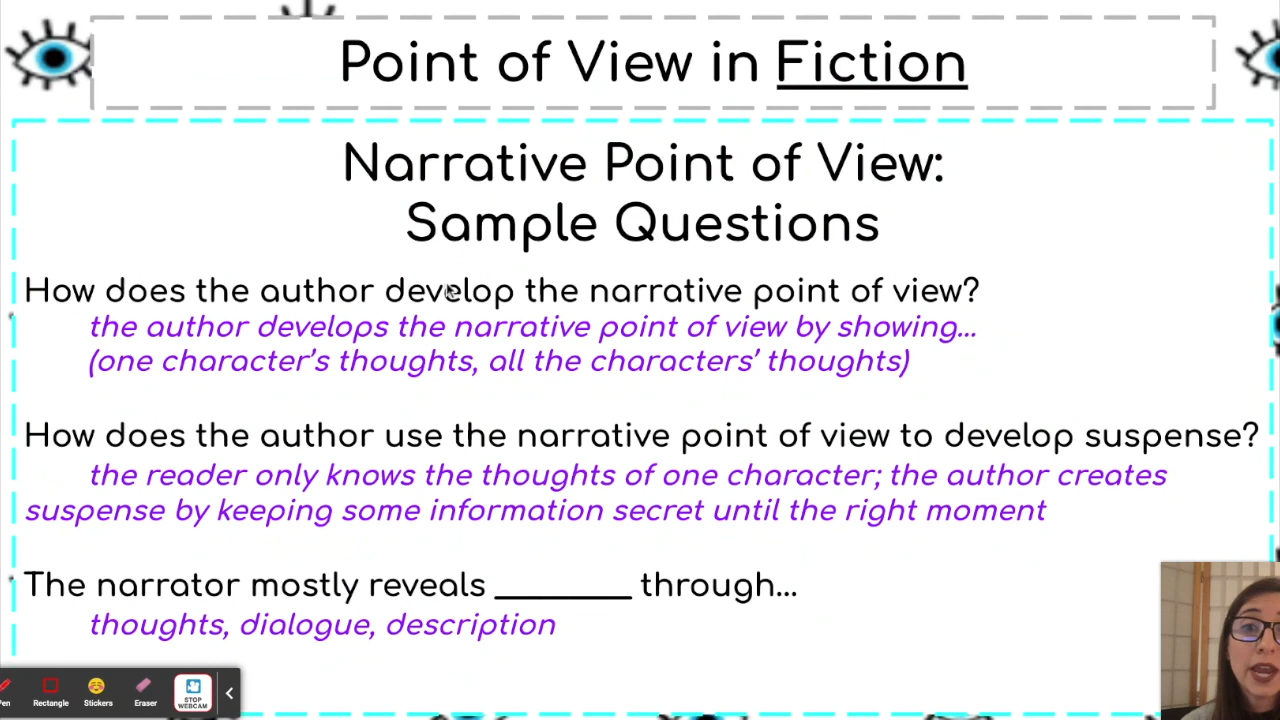 Point of View in Fiction
Narrative Point of View:
Sample Questions
How does the author develop the narrative point of view?
the author develops the narrative point of view by showing...
(one character's thoughts, all the characters' thoughts)
How does the author use the narrative point of view to develop suspense?
the reader only knows the thoughts of one character; the author creates
suspense by keeping some information secret until the right moment
The narrator mostly reveals ________ through...
thoughts, dialogue, description
Pen Rectangle Stickers Eraser STOP
WEBCAM